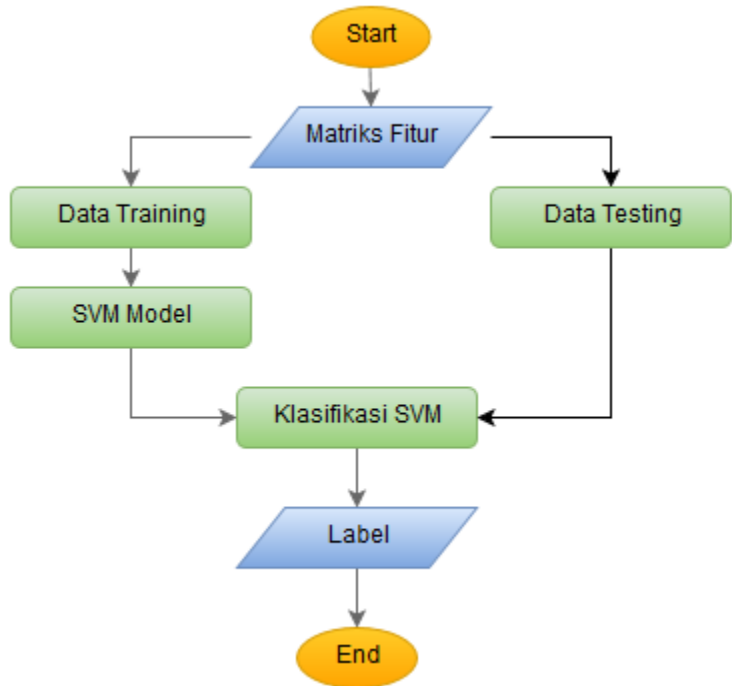 Start
Matriks Fitur
Data Training
Data Testing
SVM Model
Klasifikasi SVM
Label
End